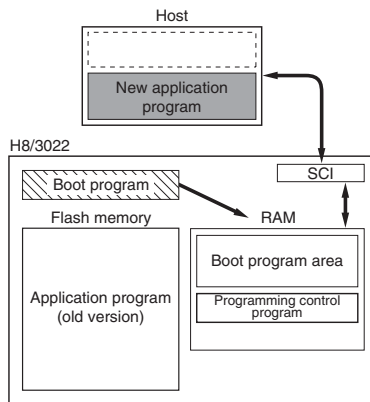 Host
New application
program
H8/3022
SCI
Boot program
Flash memory
RAM
Application program
(old version)
Boot program area
Programming control
program